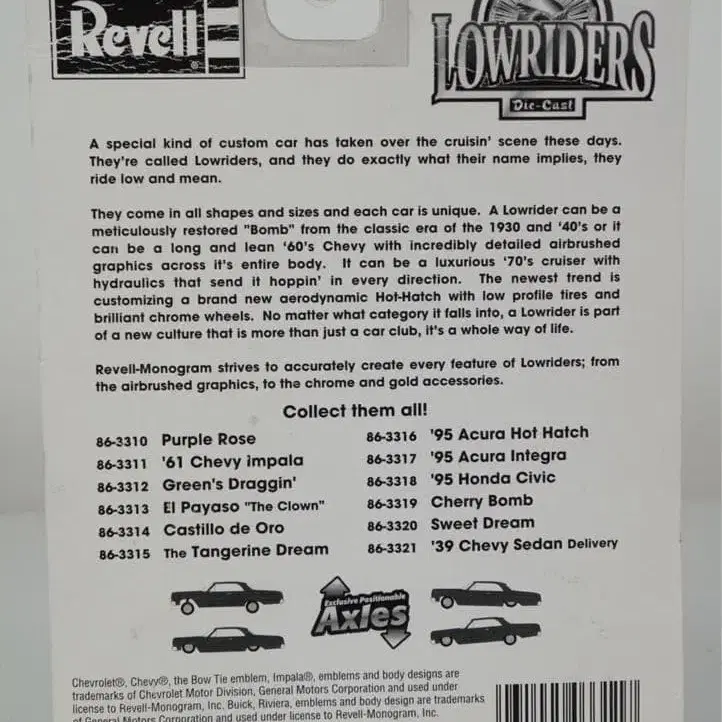 Revell®
LOWRIDERS
Die-Cast
A special kind of custom car has taken over the cruisin' scene these days.
They're called Lowriders, and they do exactly what their name implies, they
ride low and mean.
They come in all shapes and sizes and each car is unique. A Lowrider can be a
meticulously restored "Bomb" from the classic era of the 1930 and '40's or it
can be a long and lean '60's Chevy with incredibly detailed airbrushed
graphics across it's entire body. It can be a luxurious '70's cruiser with
hydraulics that send it hoppin' in every direction. The newest trend is
customizing a brand new aerodynamic Hot-Hatch with low profile tires and
brilliant chrome wheels. No matter what category it falls into, a Lowrider is part
of a new culture that is more than just a car club, it's a whole way of life.
Revell-Monogram strives to accurately create every feature of Lowriders; from
the airbrushed graphics, to the chrome and gold accessories.
Collect them all!
86-3310 Purple Rose
86-3311 '61 Chevy Impala
86-3312 Green's Draggin'
86-3313 El Payaso "The Clown"
86-3314 Castillo de Oro
86-3315 The Tangerine Dream
86-3316 '95 Acura Hot Hatch
86-3317 '95 Acura Integra
86-3318 '95 Honda Civic
86-3319 Cherry Bomb
86-3320 Sweet Dream
86-3321 '39 Chevy Sedan Delivery
Exclusive Positionable
Axles
Chevrolet®, Chevy®, the Bow Tie emblem, Impala®, emblems and body designs are
trademarks of Chevrolet Motor Division, General Motors Corporation and used under
license to Revell-Monogram, Inc. Buick, Riviera, emblems and body design are trademarks
of General Motors Corporation and used under license to Revell-Monogram, Inc.